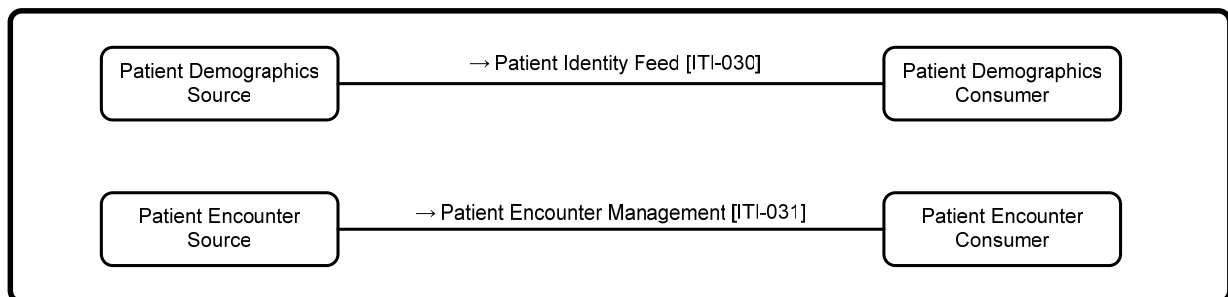 Patient Demographics
Source
→ Patient Identity Feed [ITI-030]
Patient Demographics
Consumer
Patient Encounter
Source
→ Patient Encounter Management [ITI-031]
Patient Encounter
Consumer